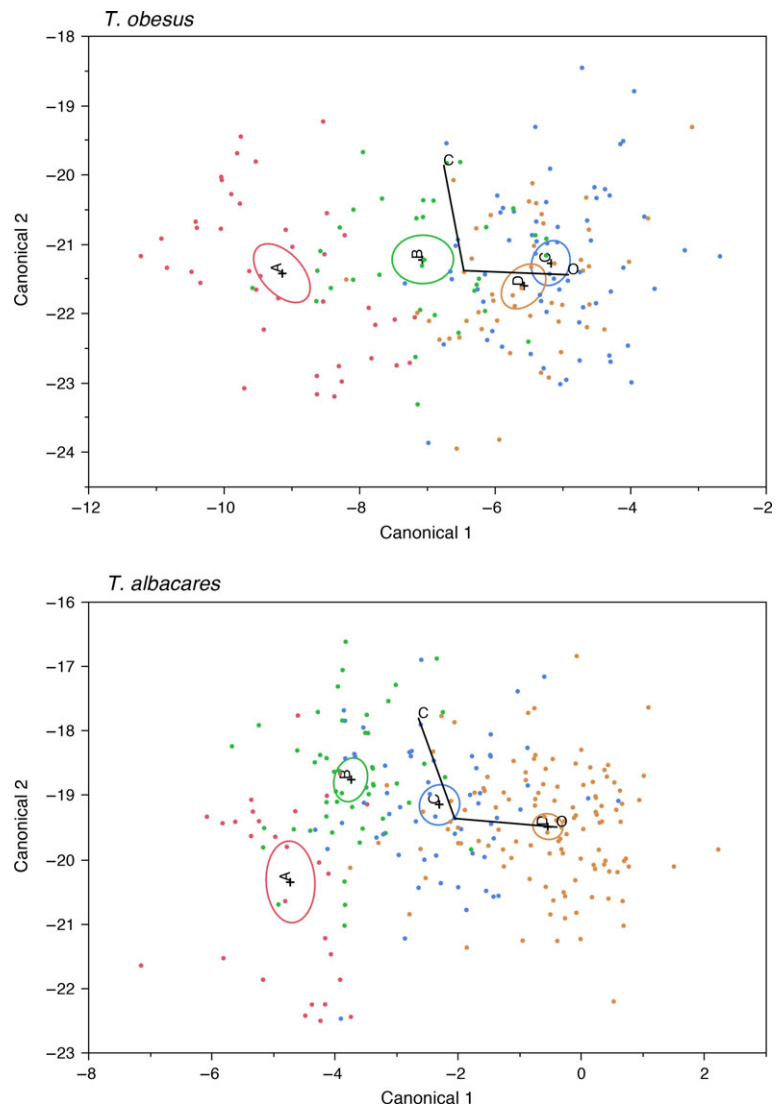 T. obesus
−18
−19
−20
−21
−22
−23
−24
Canonical 2
C
B
A
C
O
D
−12
−10
−8
−6
−4
−2
Canonical 1
T. albacares
−16
−17
−18
−19
−20
−21
−22
−23
Canonical 2
C
B
C
D
O
A
−8
−6
−4
−2
0
2
Canonical 1